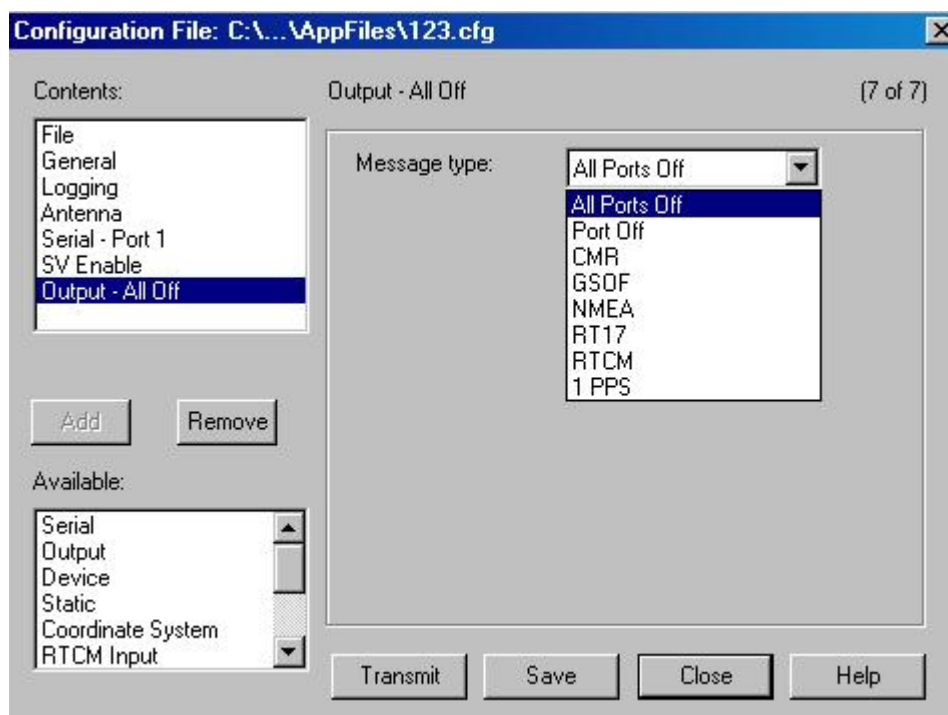 Configuration File: C:\...\AppFiles\123.cfg
Contents:
File
General
Logging
Antenna
Serial - Port 1
SV Enable
Output - All Off
Add
Remove
Available:
Serial
Output
Device
Static
Coordinate System
RTCM Input
Output - All Off
(7 of 7)
Message type:
All Ports Off
All Ports Off
Port Off
CMR
GSOF
NMEA
RT17
RTCM
1 PPS
Transmit
Save
Close
Help